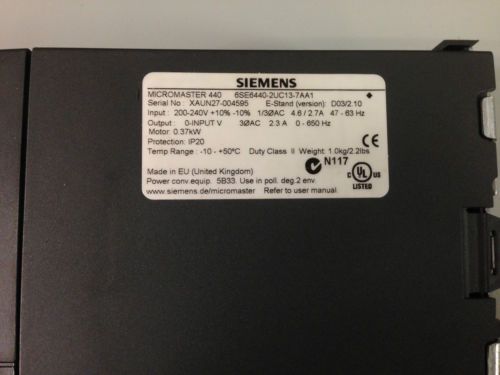 SIEMENS
MICROMASTER 440 6SE6440-2UC13-7AA1
Serial No : XAUN27-004595 E-Stand (version): D03/2.10
Input : 200-240V +10% -10% 1/3ØAC 4.6 / 2.7A 47 - 63 Hz
Output : 0-INPUT V 3ØAC 2.3 A 0 - 650 Hz
Motor: 0.37kW
Protection: IP20
Temp Range : -10 - +50°C Duty Class II Weight: 1.0kg/2.2lbs
CE
N117
Made in EU (United Kingdom)
Power conv.equip. 5B33. Use in poll. deg.2 env.
www.siemens.de/micromaster Refer to user manual.
C UL US
LISTED